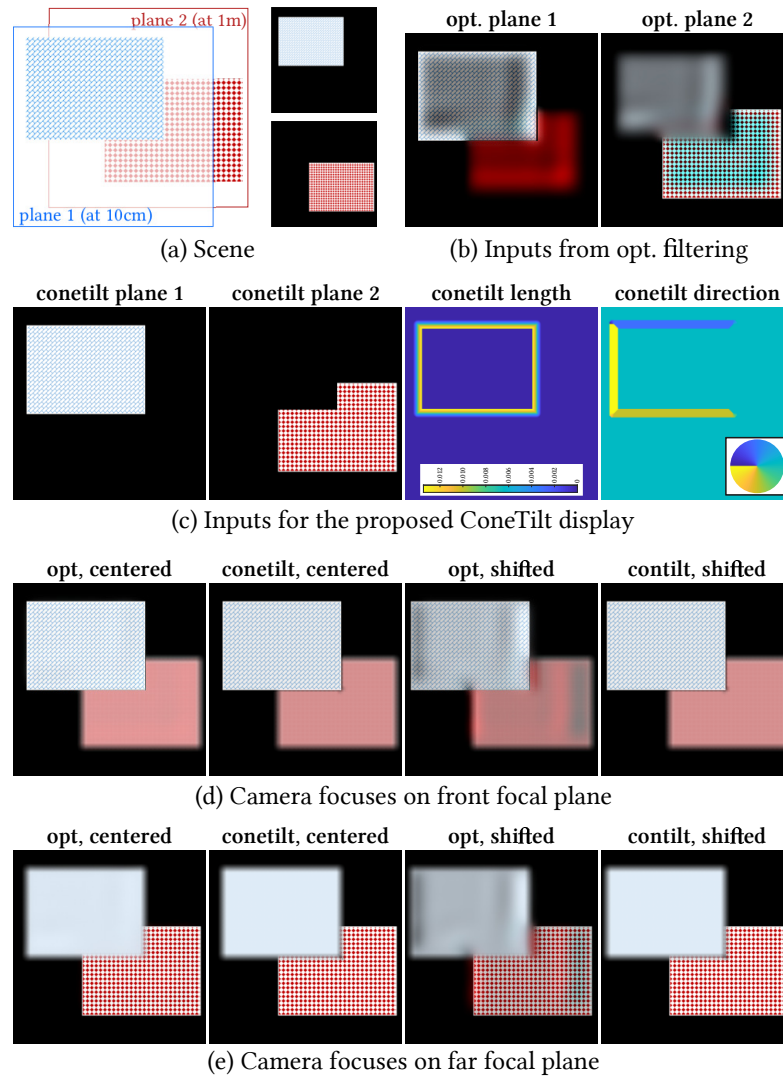 plane 2 (at 1m)
opt. plane 1
opt. plane 2
plane 1 (at 10cm)
(a) Scene
(b) Inputs from opt. filtering
conetilt plane 1
conetilt plane 2
conetilt length
conetilt direction
0.012
0.010
0.008
0.006
0.004
0.002
0
(c) Inputs for the proposed ConeTilt display
opt, centered
conetilt, centered
opt, shifted
contilt, shifted
(d) Camera focuses on front focal plane
opt, centered
conetilt, centered
opt, shifted
contilt, shifted
(e) Camera focuses on far focal plane